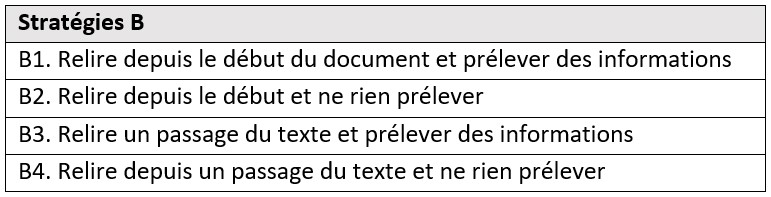 Stratégies B
B1. Relire depuis le début du document et prélever des informations
B2. Relire depuis le début et ne rien prélever
B3. Relire un passage du texte et prélever des informations
B4. Relire depuis un passage du texte et ne rien prélever